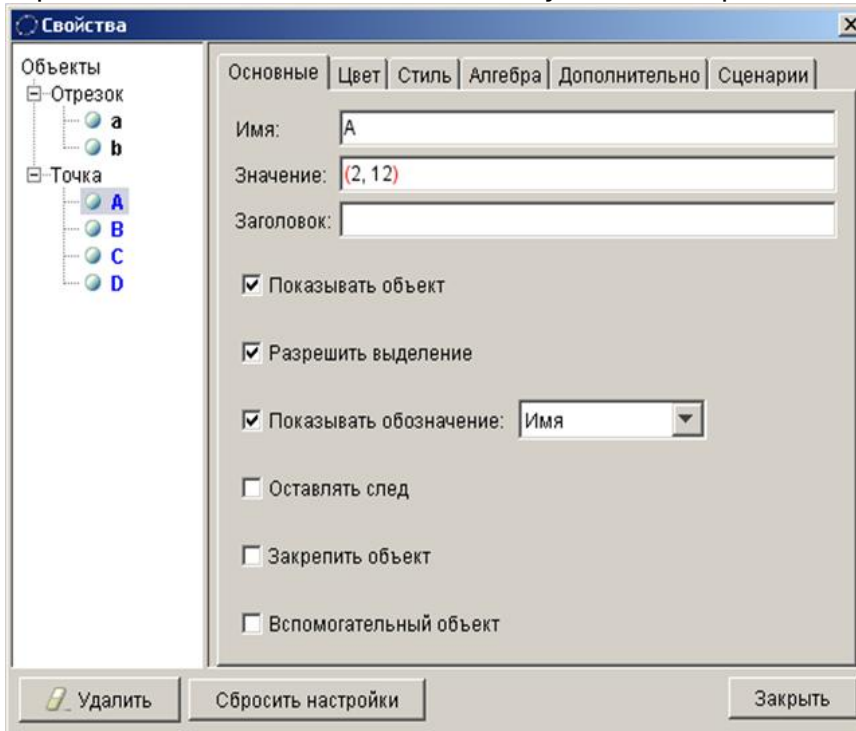 Свойства
Объекты
Отрезок
a
b
Точка
A
B
C
D
Основные Цвет Стиль Алгебра Дополнительно Сценарии
Имя: A
Значение: (2, 12)
Заголовок:
Показывать объект
Разрешить выделение
Показывать обозначение: Имя
Оставлять след
Закрепить объект
Вспомогательный объект
Удалить Сбросить настройки Закрыть